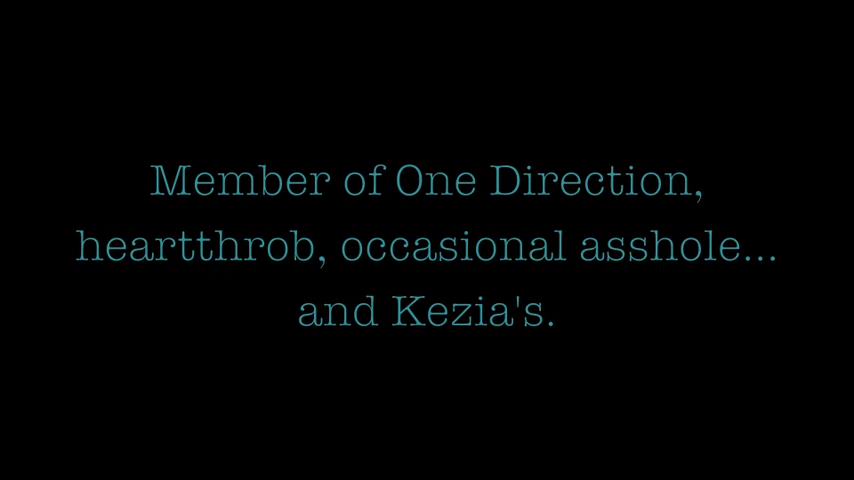 Member of One Direction,
heartthrob, occasional asshole...
and Kezia's.